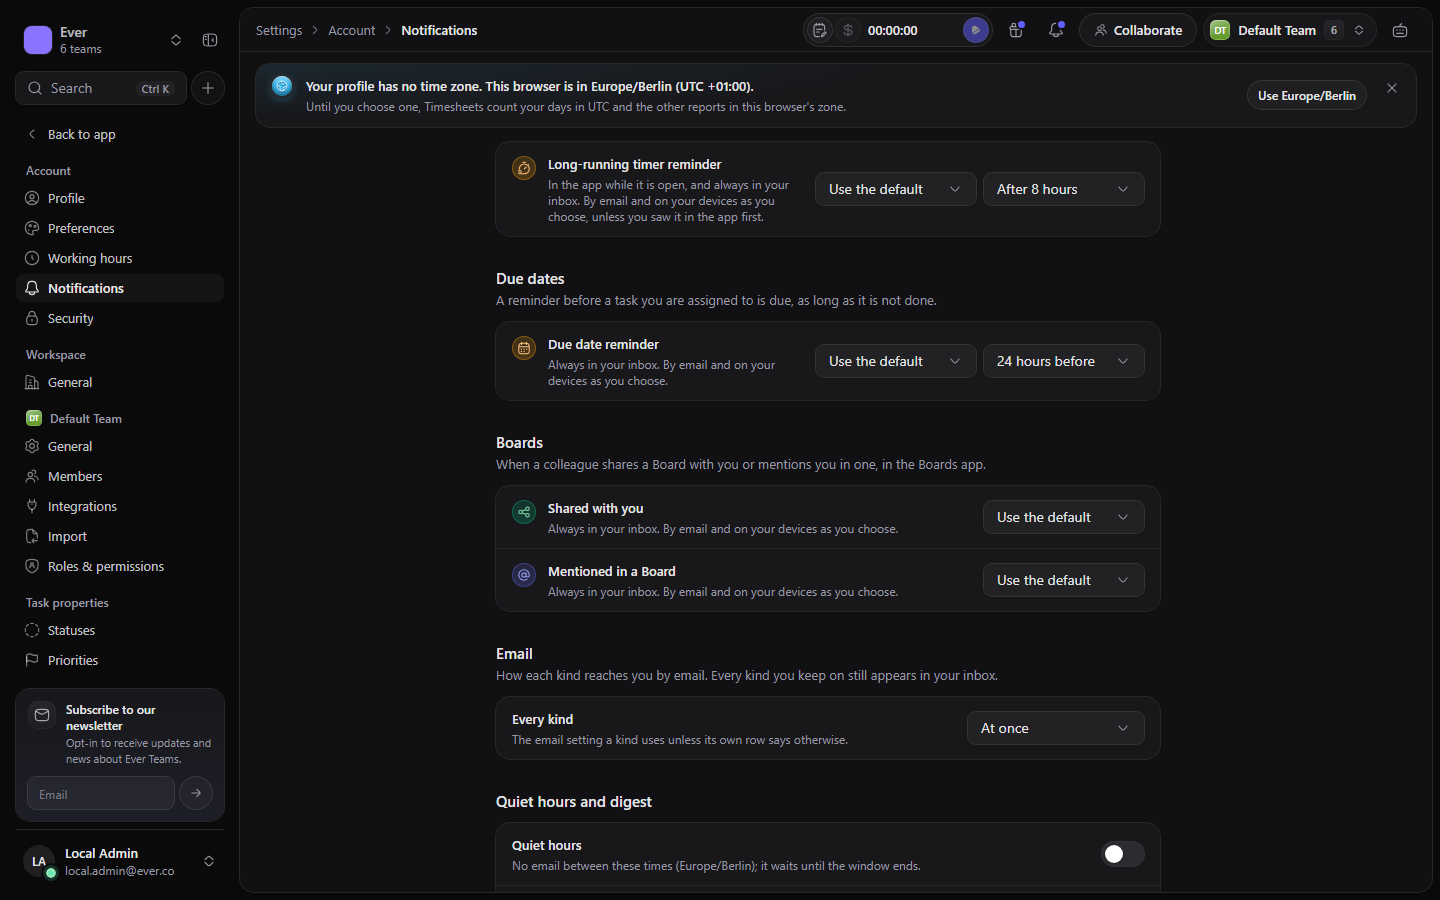 Ever
6 teams
Search
Ctrl K
Back to app
Account
Profile
Preferences
Working hours
Notifications
Security
Workspace
General
DT
Default Team
General
Members
Integrations
Import
Roles & permissions
Task properties
Statuses
Priorities
Subscribe to our
newsletter
Opt-in to receive updates and
news about Ever Teams.
Email
LA
Local Admin
local.admin@ever.co
Settings
Account
Notifications
00:00:00
Collaborate
DT
Default Team
6
Your profile has no time zone. This browser is in Europe/Berlin (UTC +01:00).
Until you choose one, Timesheets count your days in UTC and the other reports in this browser's zone.
Use Europe/Berlin
Long-running timer reminder
In the app while it is open, and always in your
inbox. By email and on your devices as you
choose, unless you saw it in the app first.
Use the default
After 8 hours
Due dates
A reminder before a task you are assigned to is due, as long as it is not done.
Due date reminder
Always in your inbox. By email and on your
devices as you choose.
Use the default
24 hours before
Boards
When a colleague shares a Board with you or mentions you in one, in the Boards app.
Shared with you
Always in your inbox. By email and on your devices as you choose.
Use the default
Mentioned in a Board
Always in your inbox. By email and on your devices as you choose.
Use the default
Email
How each kind reaches you by email. Every kind you keep on still appears in your inbox.
Every kind
The email setting a kind uses unless its own row says otherwise.
At once
Quiet hours and digest
Quiet hours
No email between these times (Europe/Berlin); it waits until the window ends.